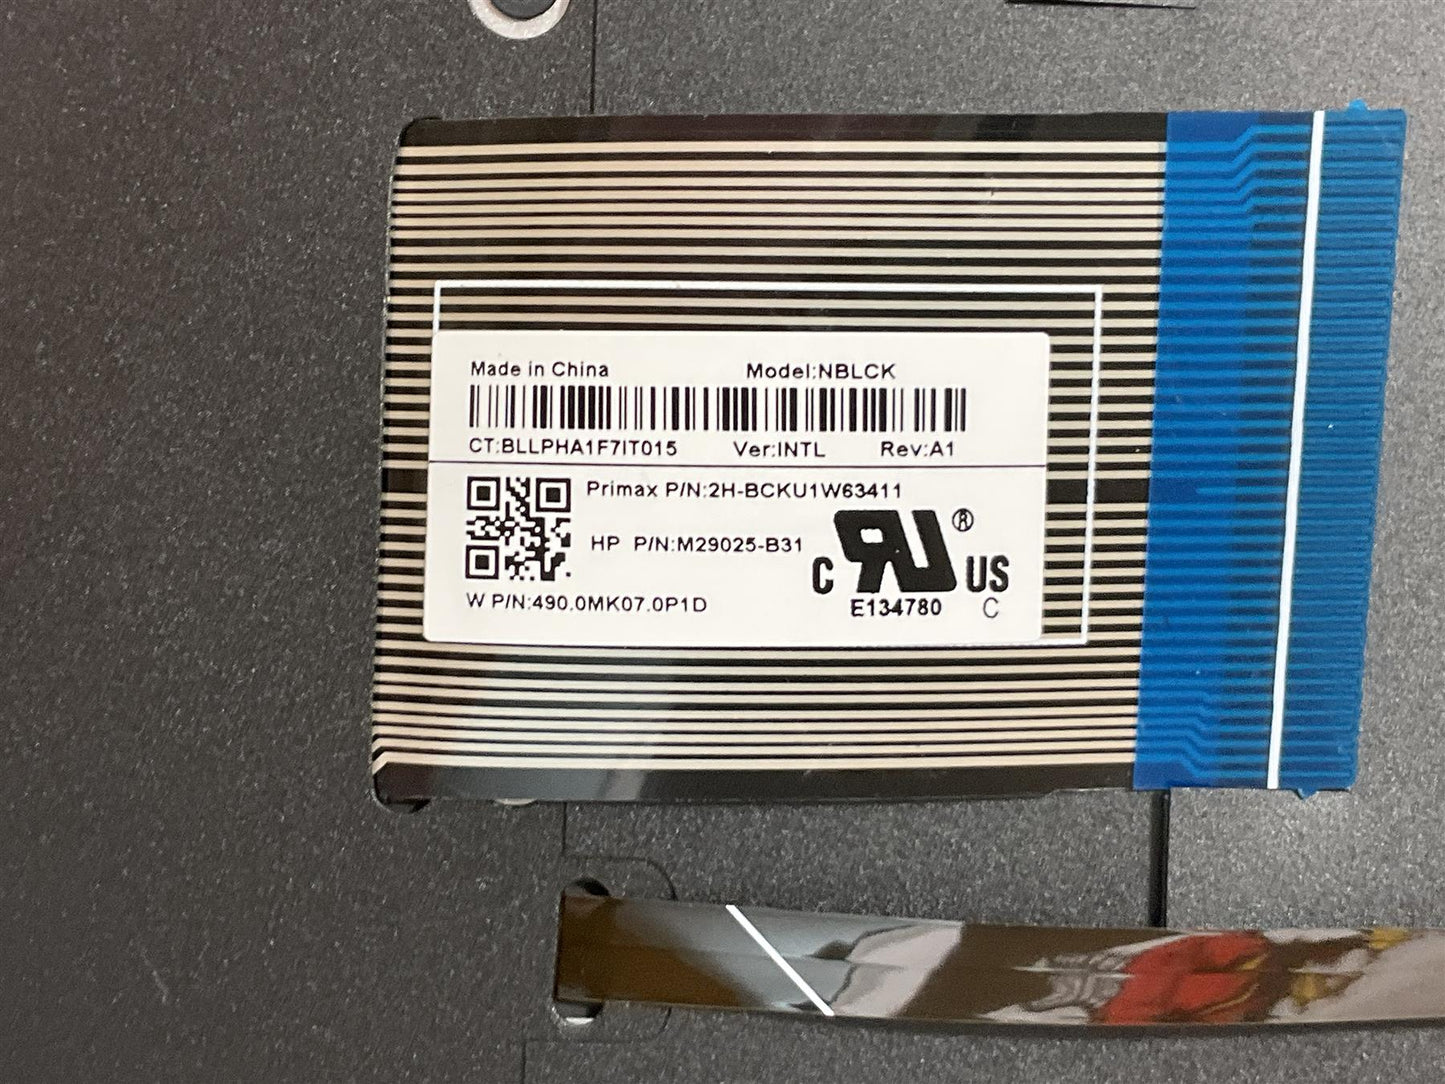 Made in China Model:NBLCK
CT:BLLPHA1F7IT015 Ver:INTL Rev:A1
Primax P/N:2H-BCKU1W63411
HP P/N:M29025-B31
C RU ® US
W P/N:490.0MK07.0P1D
E134780 C